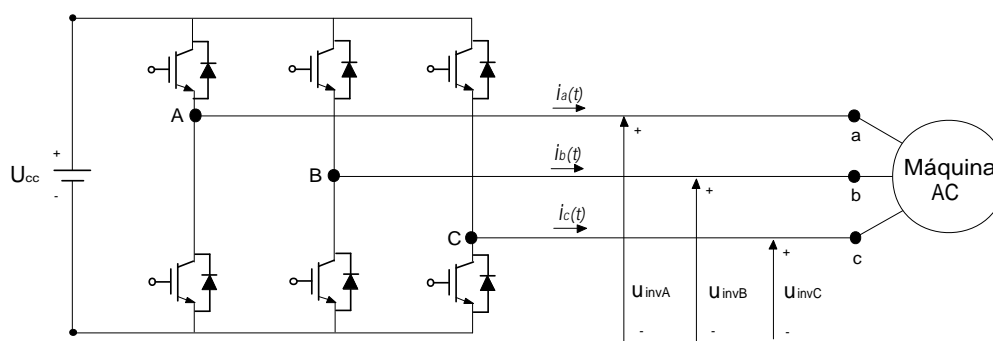 A
B
C
+
Ucc
-
ia(t)
ib(t)
ic(t)
+
+
+
uinvA
uinvB
uinvC
-
-
-
a
b
c
Máquina
AC